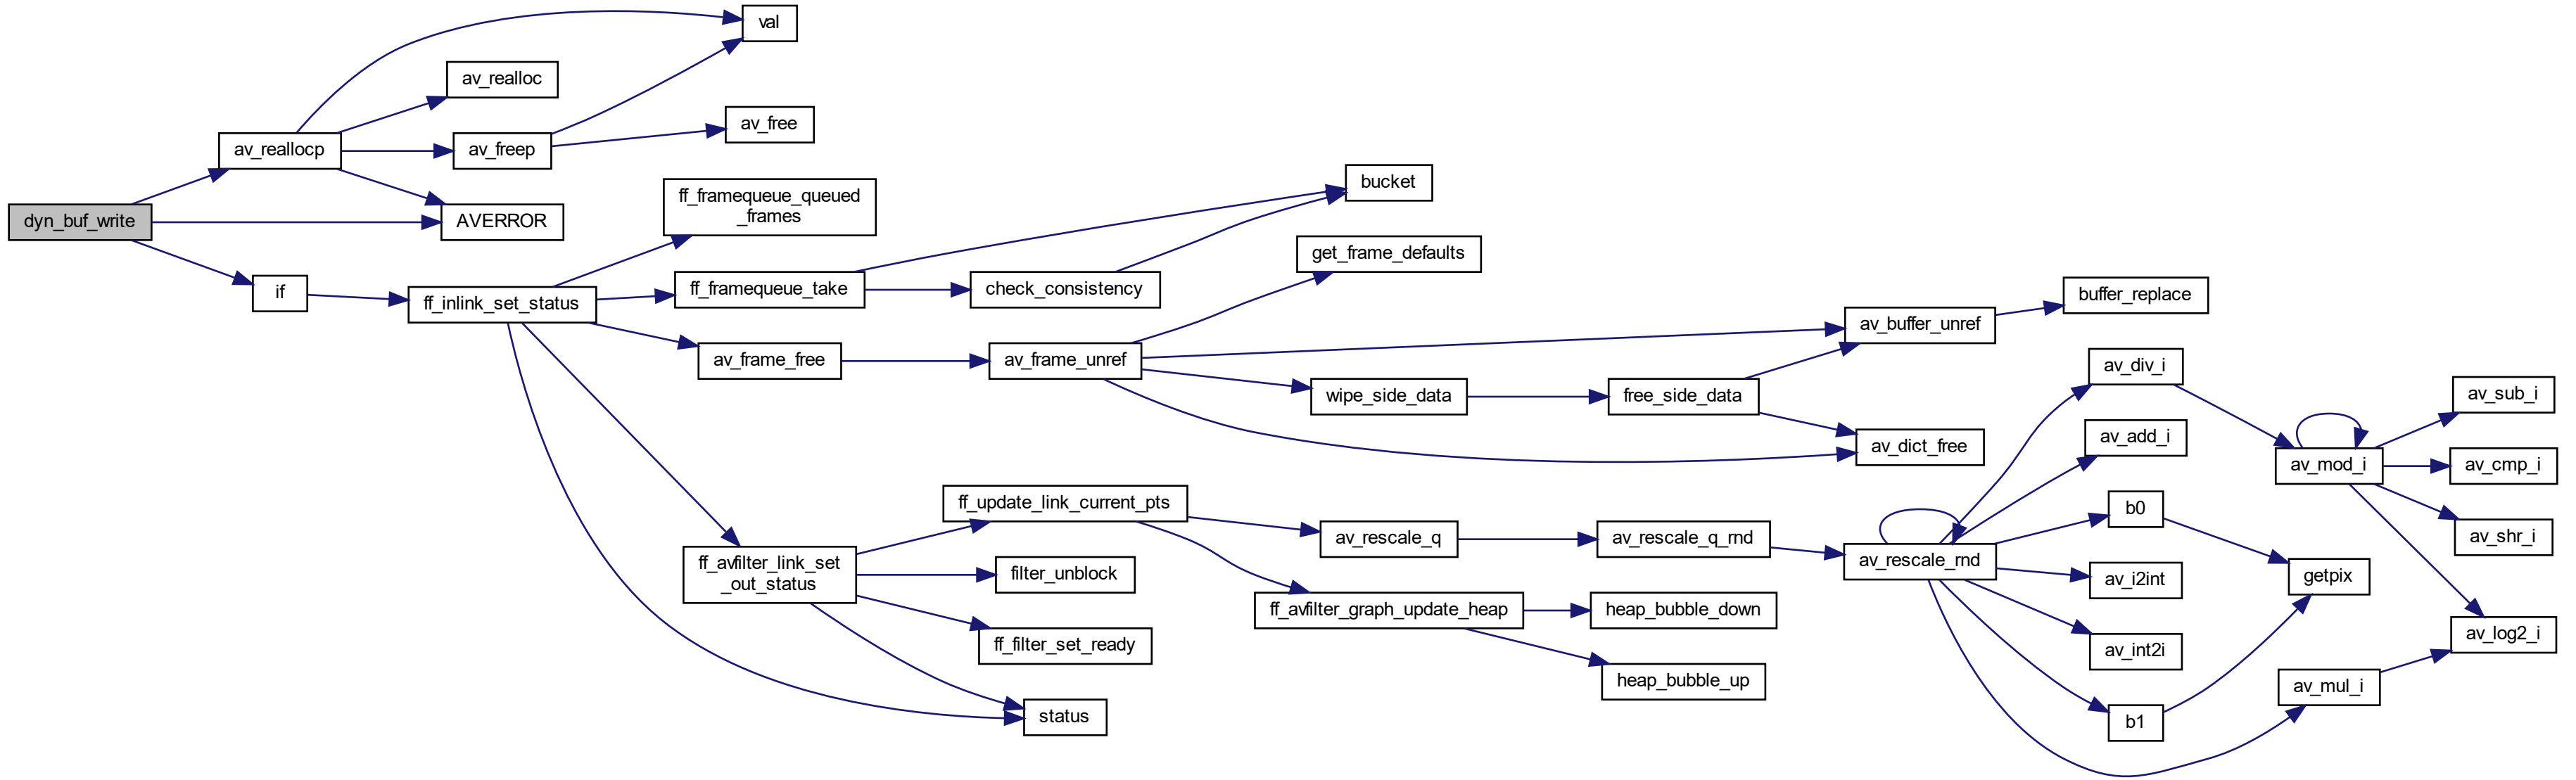 val
av_realloc
av_free
av_reallocp
av_freep
bucket
ff_framequeue_queued
_frames
dyn_buf_write
AVERROR
get_frame_defaults
if
ff_inlink_set_status
ff_framequeue_take
check_consistency
buffer_replace
av_buffer_unref
av_frame_free
av_frame_unref
av_div_i
wipe_side_data
free_side_data
av_sub_i
av_add_i
av_dict_free
av_mod_i
av_cmp_i
ff_update_link_current_pts
b0
av_rescale_q
av_rescale_q_rnd
av_shr_i
av_rescale_rnd
ff_avfilter_link_set
_out_status
filter_unblock
av_i2int
getpix
ff_avfilter_graph_update_heap
heap_bubble_down
av_log2_i
ff_filter_set_ready
av_int2i
heap_bubble_up
av_mul_i
status
b1